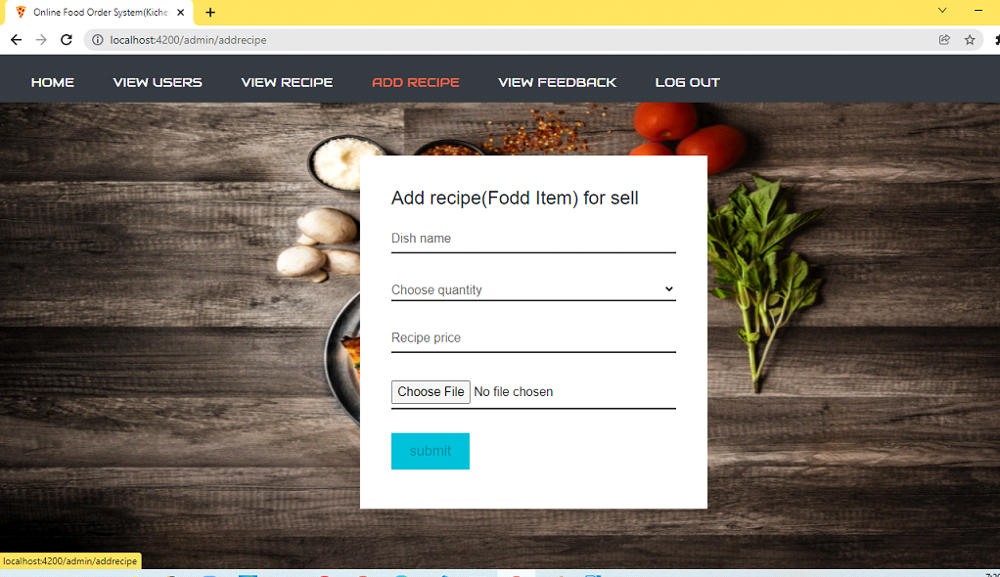 Online Food Order System(Kiche
localhost:4200/admin/addrecipe
HOME VIEW USERS VIEW RECIPE ADD RECIPE VIEW FEEDBACK LOG OUT
Add recipe(Fodd Item) for sell
Dish name
Choose quantity
Recipe price
Choose File No file chosen
submit
localhost:4200/admin/addrecipe